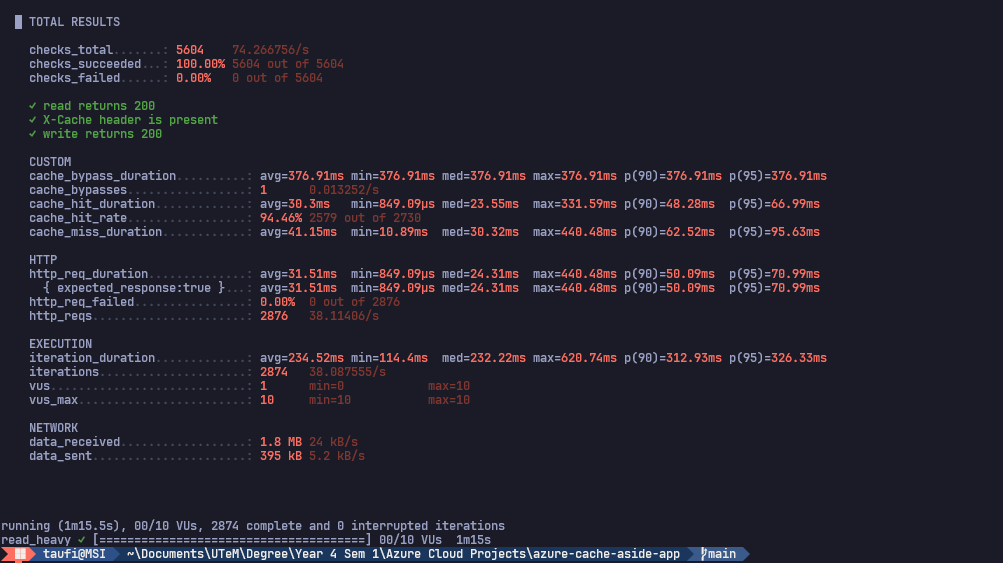 TOTAL RESULTS
checks_total.......: 5604    74.266756/s
checks_succeeded...: 100.00% 5604 out of 5604
checks_failed......: 0.00%   0 out of 5604
✓ read returns 200
✓ X-Cache header is present
✓ write returns 200
CUSTOM
cache_bypass_duration..........: avg=376.91ms min=376.91ms med=376.91ms max=376.91ms p(90)=376.91ms p(95)=376.91ms
cache_bypasses.................: 1      0.013252/s
cache_hit_duration.............: avg=30.3ms   min=849.09µs med=23.55ms  max=331.59ms p(90)=48.28ms  p(95)=66.99ms
cache_hit_rate.................: 94.46% 2579 out of 2730
cache_miss_duration............: avg=41.15ms  min=10.89ms  med=30.32ms  max=440.48ms p(90)=62.52ms  p(95)=95.63ms
HTTP
http_req_duration..............: avg=31.51ms  min=849.09µs med=24.31ms  max=440.48ms p(90)=50.09ms  p(95)=70.99ms
{ expected_response:true }...: avg=31.51ms  min=849.09µs med=24.31ms  max=440.48ms p(90)=50.09ms  p(95)=70.99ms
http_req_failed................: 0.00%  0 out of 2876
http_reqs......................: 2876   38.11406/s
EXECUTION
iteration_duration.............: avg=234.52ms min=114.4ms  med=232.22ms max=620.74ms p(90)=312.93ms p(95)=326.33ms
iterations.....................: 2874   38.087555/s
vus............................: 1      min=0            max=10
vus_max........................: 10     min=10           max=10
NETWORK
data_received..................: 1.8 MB 24 kB/s
data_sent......................: 395 kB 5.2 kB/s
running (1m15.5s), 00/10 VUs, 2874 complete and 0 interrupted iterations
read_heavy ✓ [======================================] 00/10 VUs  1m15s
taufi@MSI ~\Documents\UTeM\Degree\Year 4 Sem 1\Azure Cloud Projects\azure-cache-aside-app main